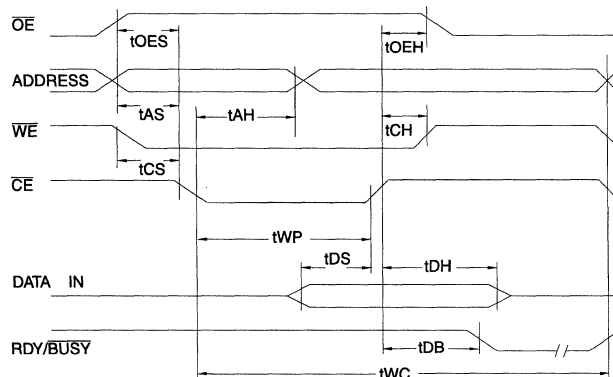 OE
tOES
tOEH
ADDRESS
tAS
tAH
tCH
WE
tCS
CE
tWP
tDS
tDH
DATA IN
tDB
RDY/BUSY
tWC